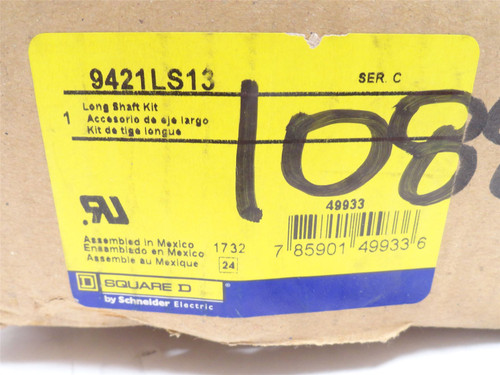 9421LS13 SER. C
1 Long Shaft Kit
Accesorio de eje largo
Kit de tige longue
108
49933
7 85901 49933 6
Assembled in Mexico
Ensamblado en Mexico
Assemble au Mexique
1732
24
D SQUARE D
by Schneider Electric